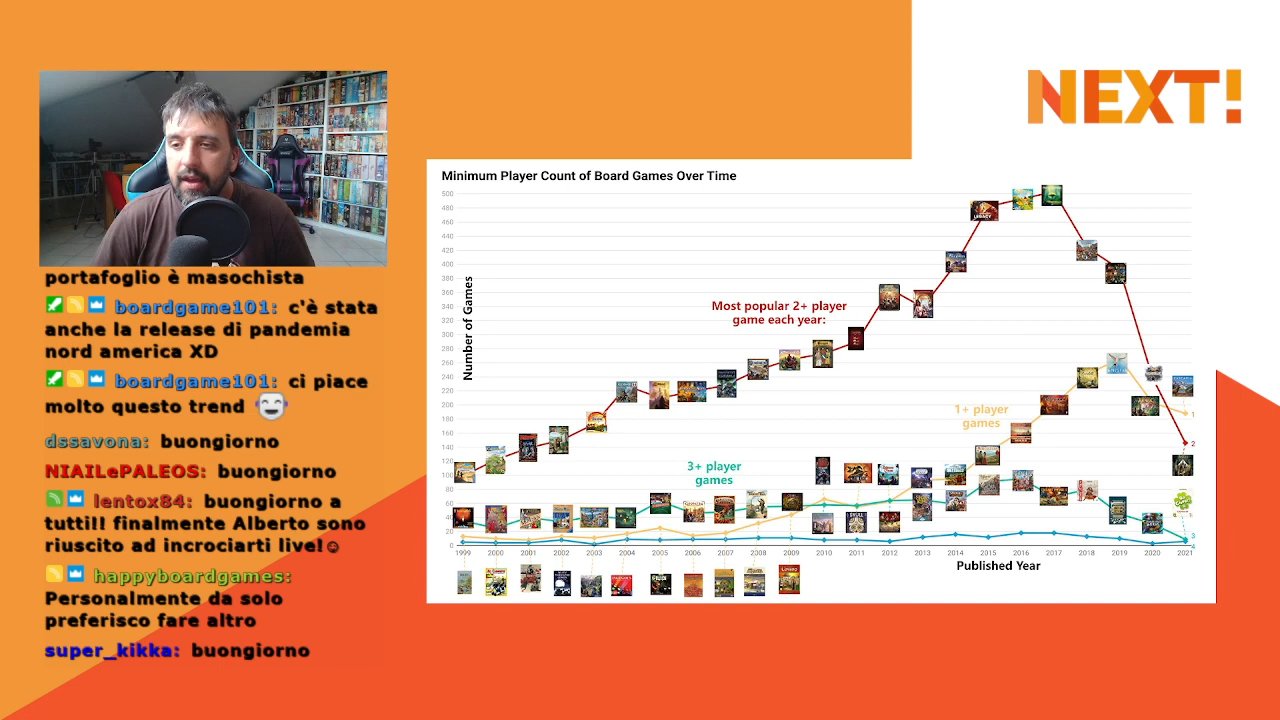 NEXT!
portafoglio è masochista
boardgame101: c'è stata
anche la release di pandemia
nord america XD
boardgame101: ci piace
molto questo trend
dssavona: buongiorno
NIAILePALEOS: buongiorno
lentox84: buongiorno a
tutti!! finalmente Alberto sono
riuscito ad incrociarti live!☺
happyboardgames:
Personalmente da solo
preferisco fare altro
super_kikka: buongiorno
Minimum Player Count of Board Games Over Time
Number of Games
500
480
460
440
420
400
380
360
340
320
300
280
260
240
220
200
180
160
140
120
100
80
60
40
20
0
Most popular 2+ player
game each year:
1+ player
games
3+ player
games
LEGACY
1
2
3
4
1999 2000 2001 2002 2003 2004 2005 2006 2007 2008 2009 2010 2011 2012 2013 2014 2015 2016 2017 2018 2019 2020 2021
Published Year